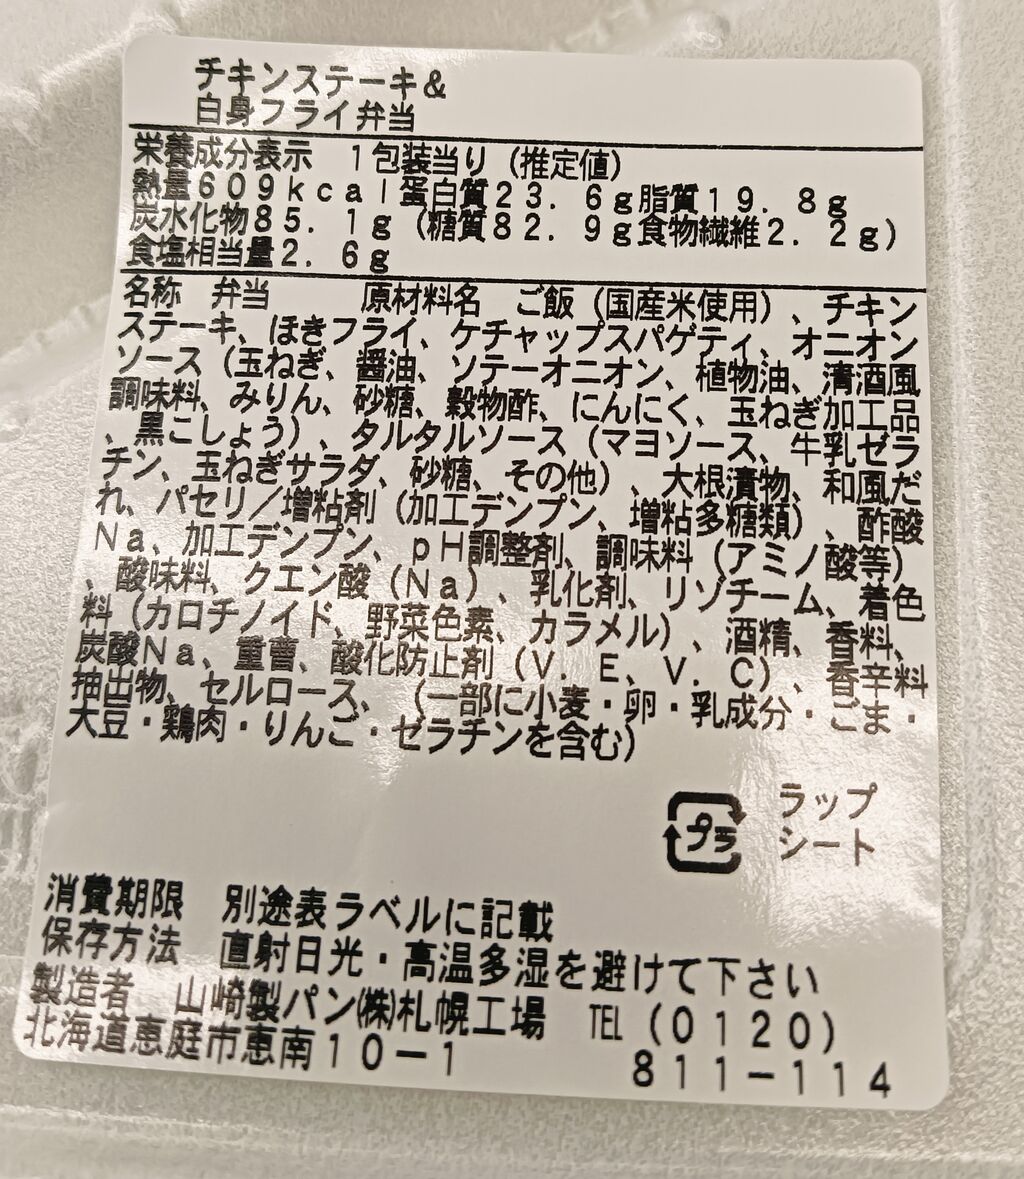 チキンステーキ&
白身フライ弁当
栄養成分表示 1包装当り (推定値)
熱量609kcal蛋白質23.6g脂質19.8g
炭水化物85.1g (糖質82.9g食物繊維2.2g)
食塩相当量2.6g
名称 弁当 原材料名 ご飯 (国産米使用) 、チキン
ステーキ、ほきフライ、ケチャップスパゲティ、オニオン
ソース (玉ねぎ、醤油、ソテーオニオン、植物油、清酒風
調味料、みりん、砂糖、穀物酢、にんにく、玉ねぎ加工品
、黒こしょう) 、タルタルソース (マヨソース、牛乳ゼラ
チン、玉ねぎサラダ、砂糖、その他) 、大根漬物、和風だ
れ、パセリ/増粘剤 (加工デンプン、増粘多糖類) 、酢酸
Na、加工デンプン、pH調整剤、調味料 (アミノ酸等)
、酸味料、クエン酸 (Na) 、乳化剤、リゾチーム、着色
料 (カロチノイド、野菜色素、カラメル) 、酒精、香料、
炭酸Na、重曹、酸化防止剤 (V.E、V.C) 、香辛料
抽出物、セルロース、 (一部に小麦・卵・乳成分・ごま・
大豆・鶏肉・りんご・ゼラチンを含む)
プラ
ラップ
シート
消費期限 別途表ラベルに記載
保存方法 直射日光・高温多湿を避けて下さい
製造者 山崎製パン(株)札幌工場 TEL (0120)
北海道恵庭市恵南10-1 811-114